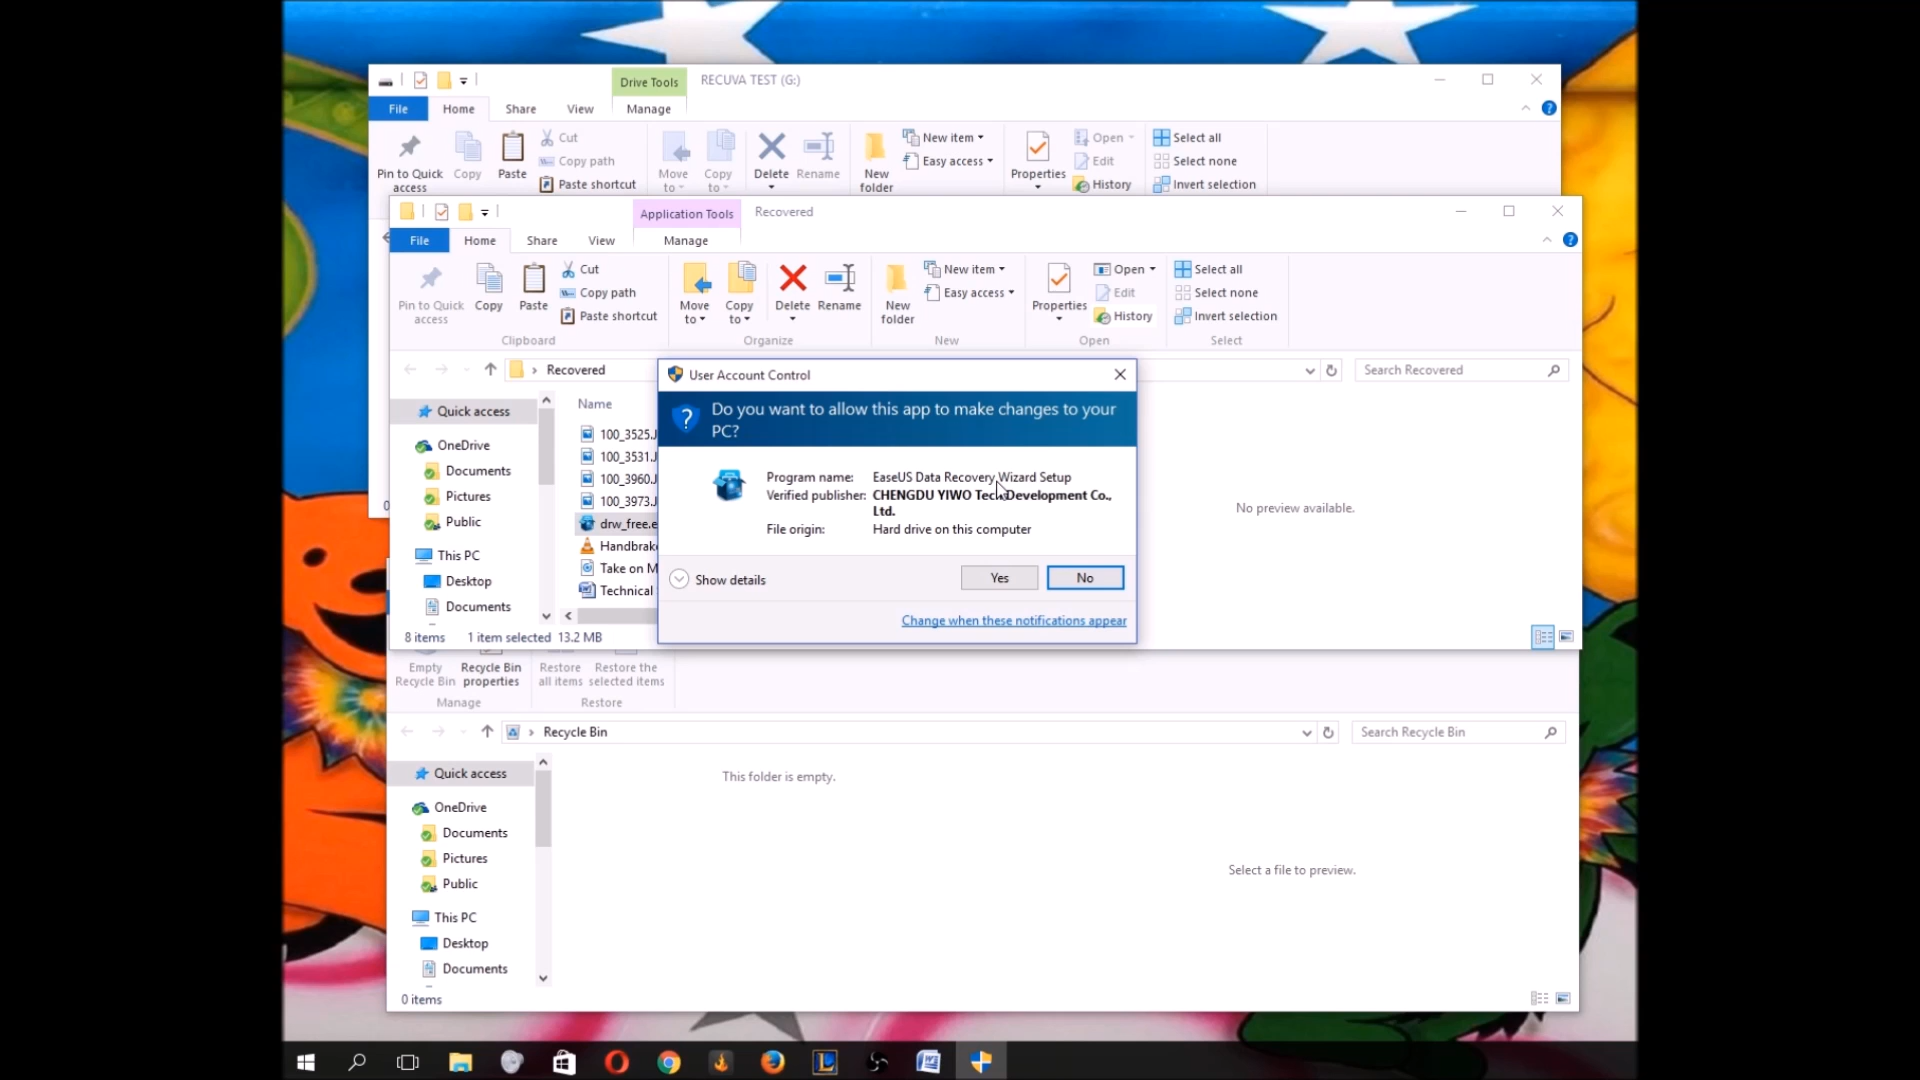 Drive Tools
RECUVA TEST (G:)
File
Home
Share
View
Manage
Pin to Quick access
Copy
Paste
Cut
Copy path
Paste shortcut
Move to
Copy to
Delete
Rename
New folder
New item
Easy access
Properties
Open
Edit
History
Select all
Select none
Invert selection
Application Tools
Recovered
File
Home
Share
View
Manage
Pin to Quick access
Copy
Paste
Cut
Copy path
Paste shortcut
Move to
Copy to
Delete
Rename
New folder
New item
Easy access
Properties
Open
Edit
History
Select all
Select none
Invert selection
Clipboard
Organize
New
Open
Select
Recovered
Search Recovered
Quick access
OneDrive
Documents
Pictures
Public
This PC
Desktop
Documents
Name
100_3525.J
100_3531.J
100_3960.J
100_3973.J
drw_free.e
Handbrak
Take on M
Technical
No preview available.
8 items
1 item selected 13.2 MB
User Account Control
Do you want to allow this app to make changes to your
PC?
Program name: EaseUS Data Recovery Wizard Setup
Verified publisher: CHENGDU YIWO Tech Development Co.,
Ltd.
File origin: Hard drive on this computer
Show details
Yes
No
Change when these notifications appear
Empty Recycle Bin
Recycle Bin properties
Restore all items
Restore the selected items
Manage
Restore
Recycle Bin
Search Recycle Bin
Quick access
OneDrive
Documents
Pictures
Public
This PC
Desktop
Documents
This folder is empty.
Select a file to preview.
0 items